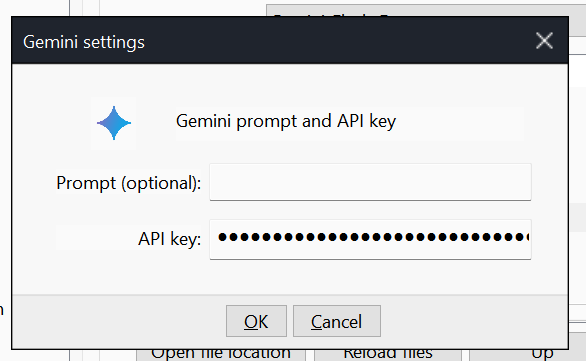 Gemini settings
Gemini prompt and API key
Prompt (optional):
API key: ●●●●●●●●●●●●●●●●●●●●●●●●●●●●●
OK Cancel
Open file location Reload files Up